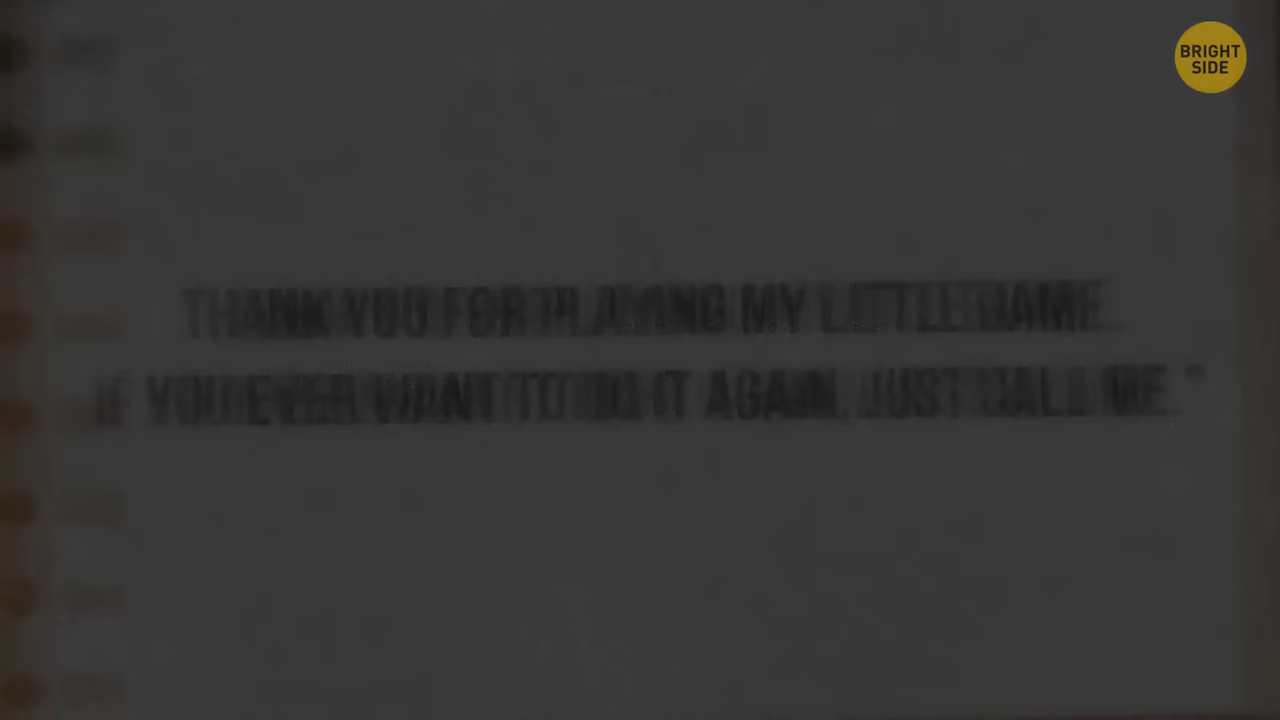 BRIGHT
SIDE
THANK YOU FOR PLAYING MY LITTLE GAME.
IF YOU EVER WANT TO DO IT AGAIN, JUST CALL ME."